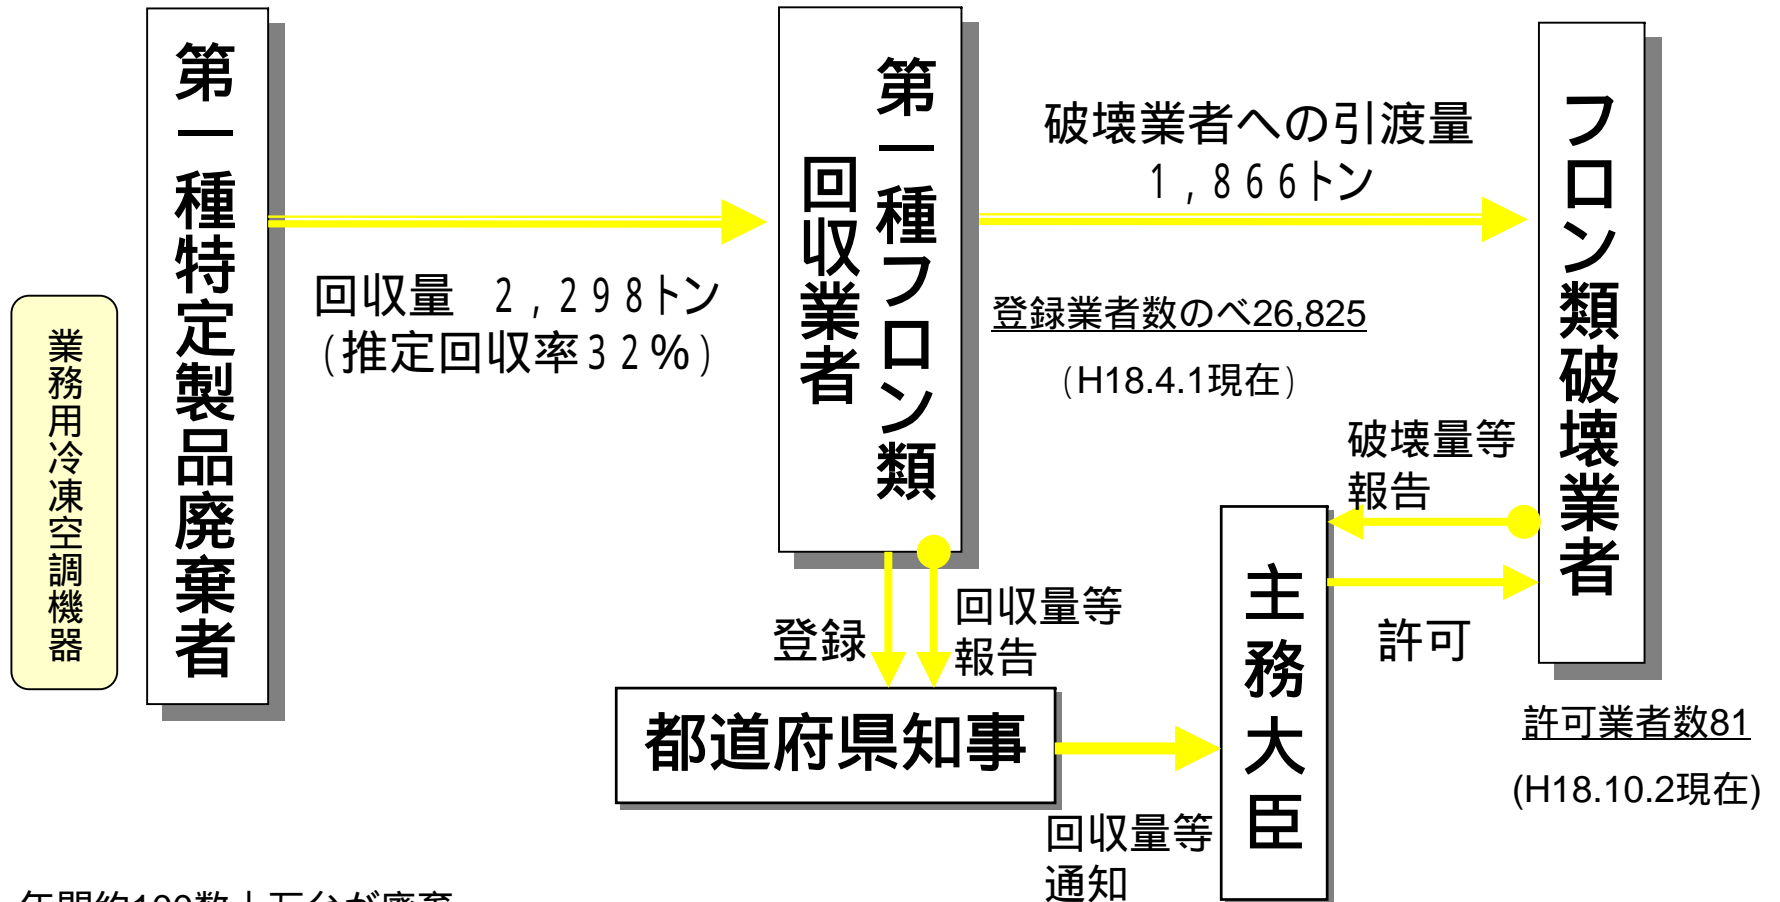 業務用冷凍空調機器
第一種特定製品廃棄者
回収量 2,298トン
(推定回収率32%)
第一種フロン類
回収業者
破壊業者への引渡量
1,866トン
登録業者数のべ26,825
(H18.4.1現在)
フロン類破壊業者
破壊量等
報告
許可
許可業者数81
(H18.10.2現在)
登録
回収量等
報告
都道府県知事
主務大臣
回収量等
通知